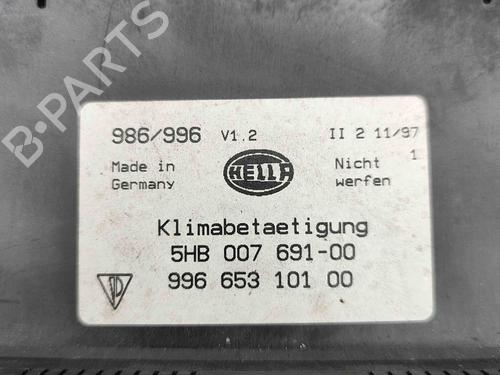 986/996 V1.2 II 2 11/97
Made in Germany
HELLA
Nicht 1
werfen
Klimabetaetigung
5HB 007 691-00
996 653 101 00
B-PARTS